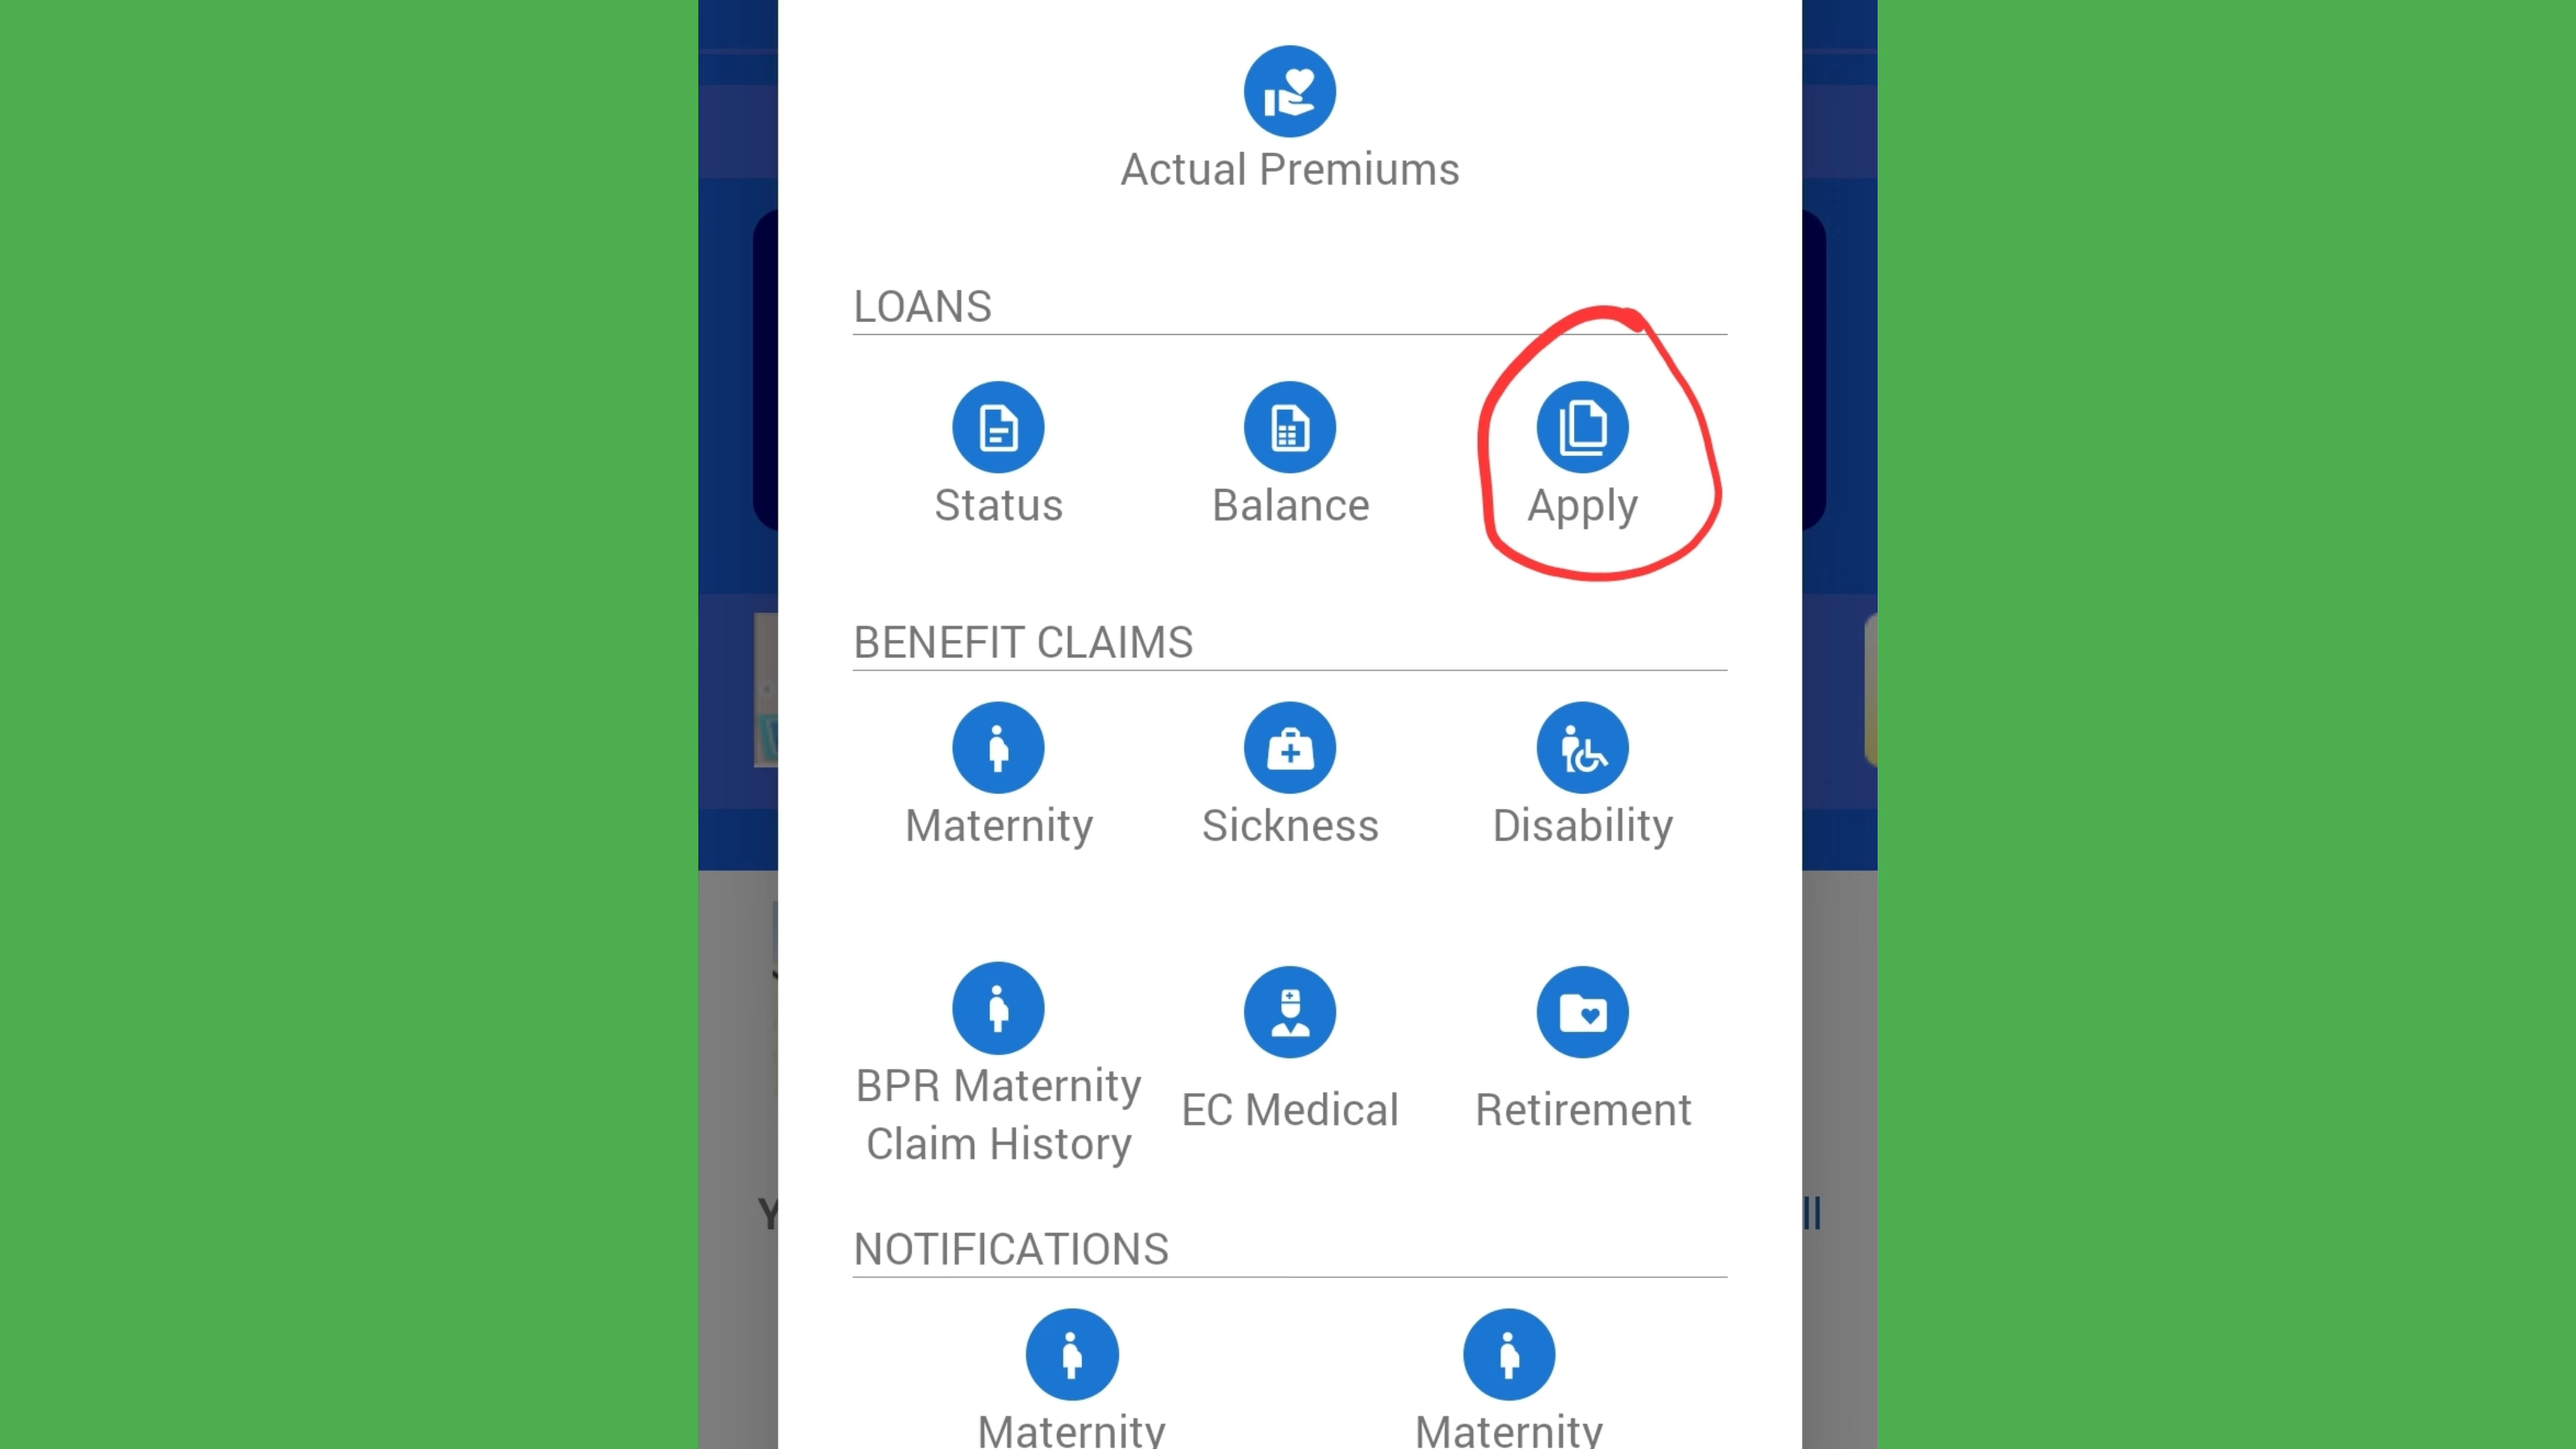 Actual Premiums
LOANS
Status Balance Apply
BENEFIT CLAIMS
Maternity Sickness Disability
BPR Maternity
Claim History
EC Medical
Retirement
NOTIFICATIONS
Maternity Maternity